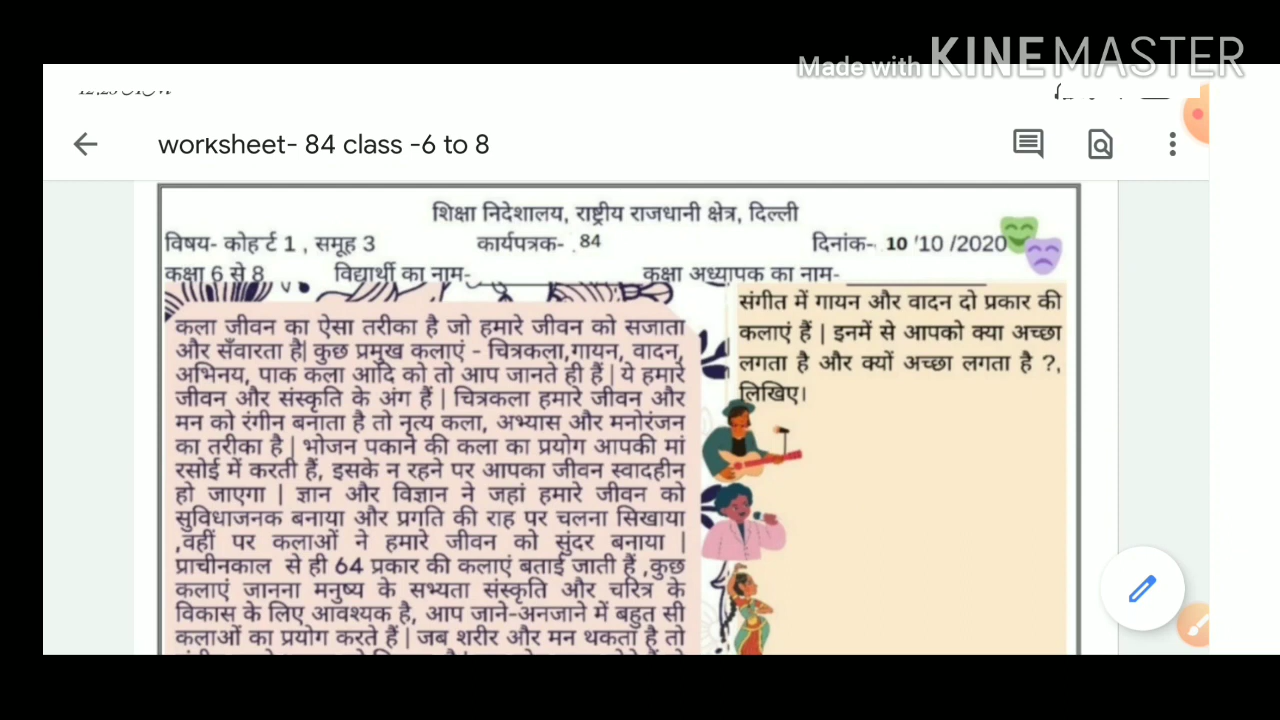 Made with KINEMASTER
worksheet- 84 class -6 to 8
शिक्षा निदेशालय, राष्ट्रीय राजधानी क्षेत्र, दिल्ली
विषय- कोहर्ट 1 , समूह 3 कार्यपत्रक- 84 दिनांक- 10 '10 /2020
कक्षा 6 से 8 विद्यार्थी का नाम- कक्षा अध्यापक का नाम-
कला जीवन का ऐसा तरीका है जो हमारे जीवन को सजाता
और सँवारता है| कुछ प्रमुख कलाएं - चित्रकला,गायन, वादन,
अभिनय, पाक कला आदि को तो आप जानते ही हैं | ये हमारे
जीवन और संस्कृति के अंग हैं | चित्रकला हमारे जीवन और
मन को रंगीन बनाता है तो नृत्य कला, अभ्यास और मनोरंजन
का तरीका है | भोजन पकाने की कला का प्रयोग आपकी मां
रसोई में करती हैं, इसके न रहने पर आपका जीवन स्वादहीन
हो जाएगा | ज्ञान और विज्ञान ने जहां हमारे जीवन को
सुविधाजनक बनाया और प्रगति की राह पर चलना सिखाया
,वहीं पर कलाओं ने हमारे जीवन को सुंदर बनाया |
प्राचीनकाल से ही 64 प्रकार की कलाएं बताई जाती हैं ,कुछ
कलाएं जानना मनुष्य के सभ्यता संस्कृति और चरित्र के
विकास के लिए आवश्यक है, आप जाने-अनजाने में बहुत सी
कलाओं का प्रयोग करते हैं | जब शरीर और मन थकता है तो
संगीत में गायन और वादन दो प्रकार की
कलाएं हैं | इनमें से आपको क्या अच्छा
लगता है और क्यों अच्छा लगता है ?,
लिखिए।